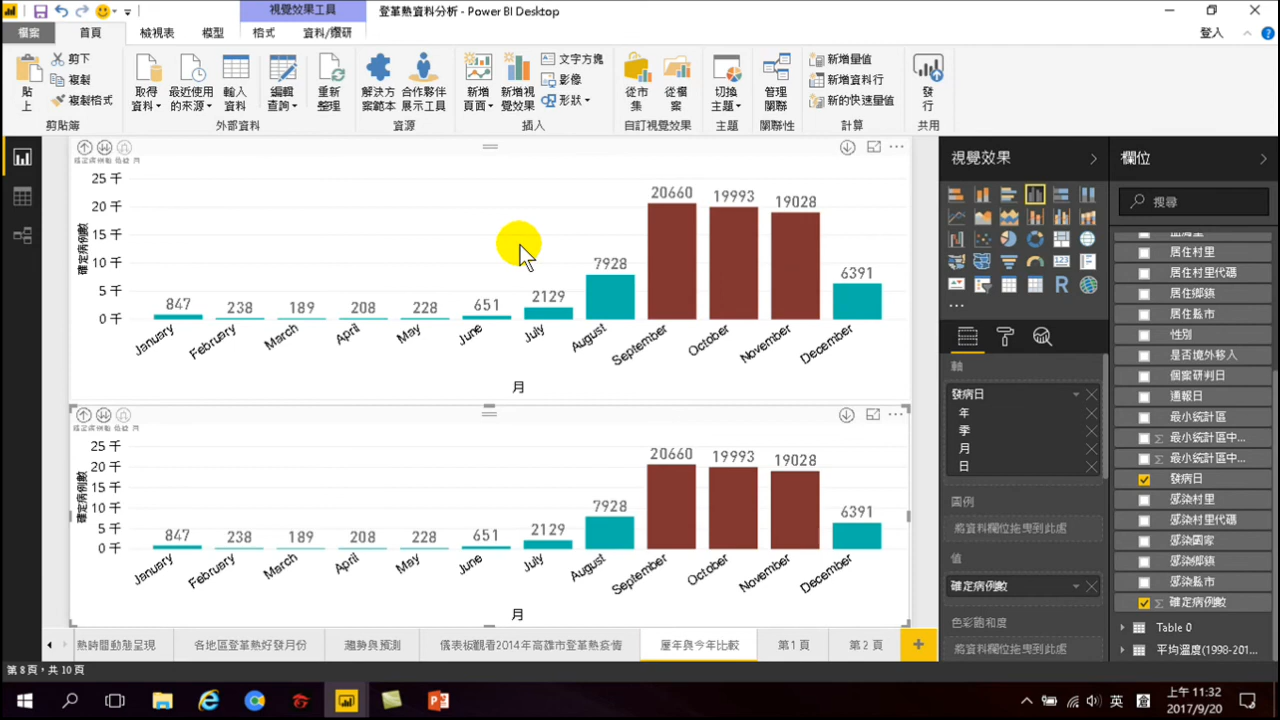 視覺效果工具
登革熱資料分析 - Power BI Desktop
檔案
首頁
檢視表
模型
格式
資料/鑽研
登入
貼上
剪下
複製
複製格式
剪貼簿
取得資料
最近使用的來源
輸入資料
編輯查詢
重新整理
外部資料
解決方案範本
合作夥伴展示工具
資源
新增頁面
新增視覺效果
文字方塊
影像
形狀
插入
從市集
從檔案
自訂視覺效果
切換主題
主題
管理關聯
關聯性
新增量值
新增資料行
新的快速量值
計算
發行
共用
確定病例數
25 千
20 千
15 千
10 千
5 千
0 千
847
238
189
208
228
651
2129
7928
20660
19993
19028
6391
January
February
March
April
May
June
July
August
September
October
November
December
月
確定病例數
25 千
20 千
15 千
10 千
5 千
0 千
847
238
189
208
228
651
2129
7928
20660
19993
19028
6391
January
February
March
April
May
June
July
August
September
October
November
December
月
視覺效果
R
123
軸
發病日
年
季
月
日
圖例
將資料欄位拖曳到此處
值
確定病例數
色彩飽和度
將資料欄位拖曳到此處
欄位
搜尋
居住村里
居住村里代碼
居住鄉鎮
居住縣市
性別
是否境外移入
個案研判日
通報日
最小統計區
最小統計區中...
最小統計區中...
發病日
感染村里
感染村里代碼
感染國家
感染鄉鎮
感染縣市
確定病例數
Table 0
平均溫度(1998-201...
熱時間動態呈現
各地區登革熱好發月份
趨勢與預測
儀表板觀看2014年高雄市登革熱疫情
歷年與今年比較
第 1 頁
第 2 頁
第 8 頁，共 10 頁
英
上午 11:32
2017/9/20